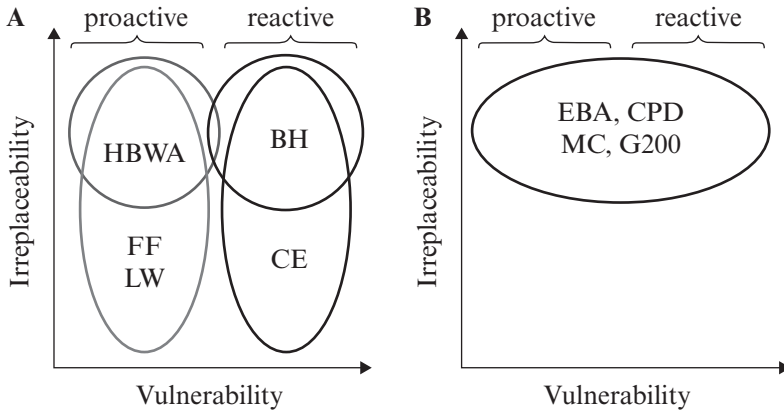 A
proactive
reactive
Irreplaceability
HBWA
BH
FF
LW
CE
Vulnerability
B
proactive
reactive
Irreplaceability
EBA, CPD
MC, G200
Vulnerability